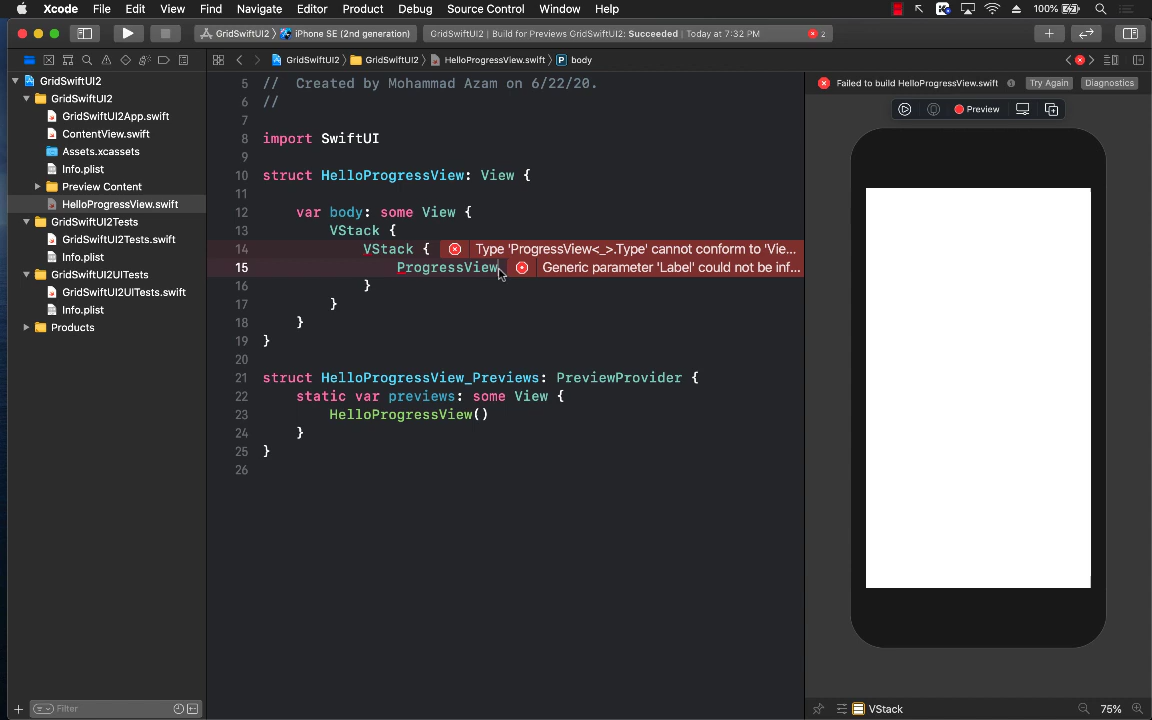 Xcode File Edit View Find Navigate Editor Product Debug Source Control Window Help 100%
GridSwiftUI2 〉 iPhone SE (2nd generation) GridSwiftUI2 | Build for Previews GridSwiftUI2: Succeeded | Today at 7:32 PM 2
GridSwiftUI2 〉 GridSwiftUI2 〉 HelloProgressView.swift 〉 P body
GridSwiftUI2
GridSwiftUI2
GridSwiftUI2App.swift
ContentView.swift
Assets.xcassets
Info.plist
Preview Content
HelloProgressView.swift
GridSwiftUI2Tests
GridSwiftUI2Tests.swift
Info.plist
GridSwiftUI2UITests
GridSwiftUI2UITests.swift
Info.plist
Products
Filter
5 // Created by Mohammad Azam on 6/22/20.
6 //
7
8 import SwiftUI
9
10 struct HelloProgressView: View {
11
12 var body: some View {
13 VStack {
14 VStack { Type 'ProgressView<_>.Type' cannot conform to 'Vie...
15 ProgressView Generic parameter 'Label' could not be inf...
16 }
17 }
18 }
19 }
20
21 struct HelloProgressView_Previews: PreviewProvider {
22 static var previews: some View {
23 HelloProgressView()
24 }
25 }
26
Failed to build HelloProgressView.swift Try Again Diagnostics
Preview
VStack 75%